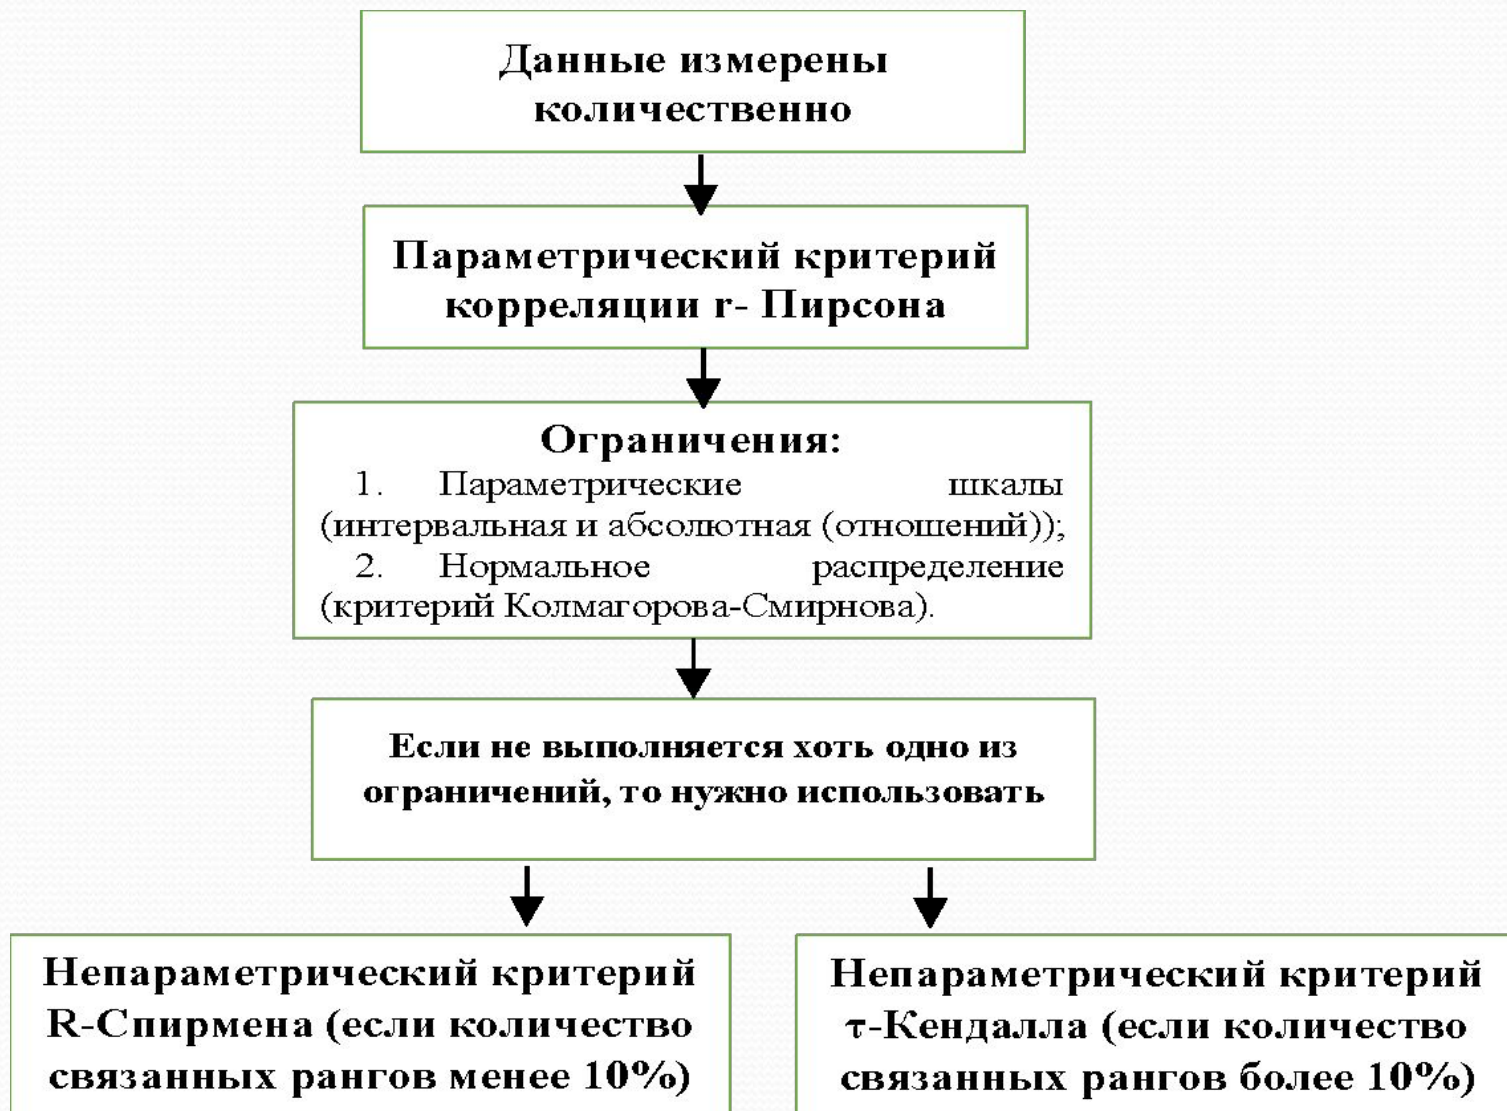 Данные измерены
количественно
Параметрический критерий
корреляции r- Пирсона
Ограничения:
1. Параметрические шкалы
(интервальная и абсолютная (отношений));
2. Нормальное распределение
(критерий Колмагорова-Смирнова).
Если не выполняется хоть одно из
ограничений, то нужно использовать
Непараметрический критерий
R-Спирмена (если количество
связанных рангов менее 10%)
Непараметрический критерий
τ-Кендалла (если количество
связанных рангов более 10%)